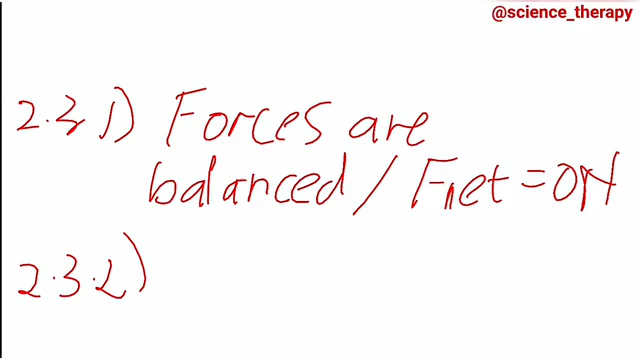 @science_therapy
2.3.1) Forces are
balanced / Fnet = 0N
2.3.2)